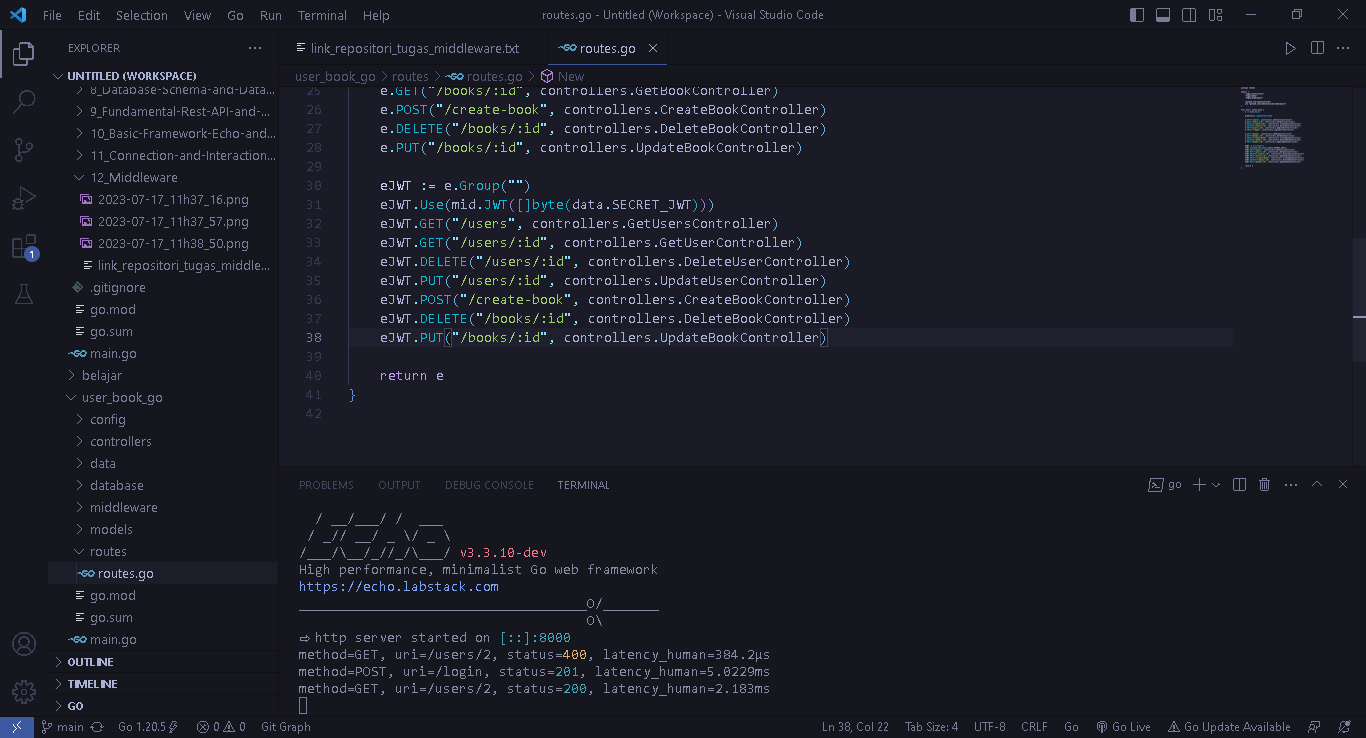 File Edit Selection View Go Run Terminal Help
routes.go - Untitled (Workspace) - Visual Studio Code
EXPLORER
UNTITLED (WORKSPACE)
8_Database-Schema-and-Data...
9_Fundamental-Rest-API-and-...
10_Basic-Framework-Echo-and...
11_Connection-and-Interaction...
12_Middleware
2023-07-17_11h37_16.png
2023-07-17_11h37_57.png
2023-07-17_11h38_50.png
link_repositori_tugas_middle...
.gitignore
go.mod
go.sum
main.go
belajar
user_book_go
config
controllers
data
database
middleware
models
routes
routes.go
go.mod
go.sum
main.go
OUTLINE
TIMELINE
GO
1
link_repositori_tugas_middleware.txt
routes.go
user_book_go > routes > routes.go > New
25 e.GET("/books/:id", controllers.GetBookController)
26 e.POST("/create-book", controllers.CreateBookController)
27 e.DELETE("/books/:id", controllers.DeleteBookController)
28 e.PUT("/books/:id", controllers.UpdateBookController)
29
30 eJWT := e.Group("")
31 eJWT.Use(mid.JWT([]byte(data.SECRET_JWT)))
32 eJWT.GET("/users", controllers.GetUsersController)
33 eJWT.GET("/users/:id", controllers.GetUserController)
34 eJWT.DELETE("/users/:id", controllers.DeleteUserController)
35 eJWT.PUT("/users/:id", controllers.UpdateUserController)
36 eJWT.POST("/create-book", controllers.CreateBookController)
37 eJWT.DELETE("/books/:id", controllers.DeleteBookController)
38 eJWT.PUT("/books/:id", controllers.UpdateBookController)
39
40 return e
41 }
42
PROBLEMS OUTPUT DEBUG CONSOLE TERMINAL
go
   / __/___/ /  ___
  / _// __/ _ \/ _ \
 /___/\__/_//_/\___/ v3.3.10-dev
High performance, minimalist Go web framework
https://echo.labstack.com
____________________________________O/_______
                                    O\
⇨ http server started on [::]:8000
method=GET, uri=/users/2, status=400, latency_human=384.2µs
method=POST, uri=/login, status=201, latency_human=5.0229ms
method=GET, uri=/users/2, status=200, latency_human=2.183ms
main Go 1.20.5 0 0 Git Graph Ln 38, Col 22 Tab Size: 4 UTF-8 CRLF Go Go Live Go Update Available